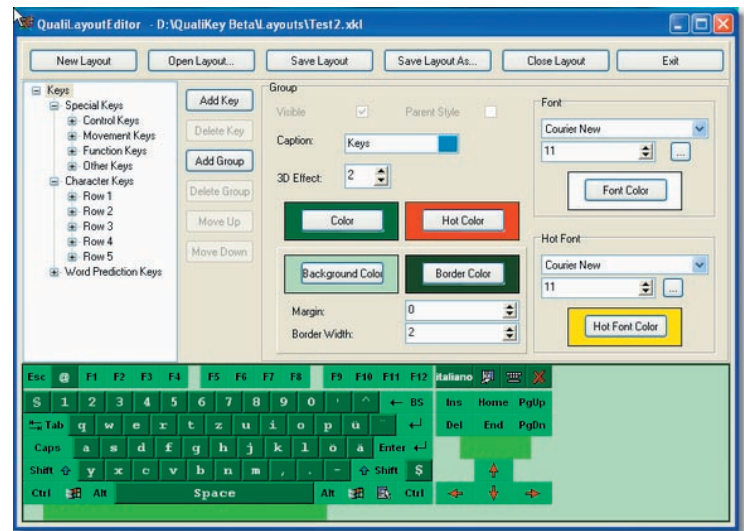 QualiLayoutEditor - D:\QualiKey Beta\Layouts\Test2.xkl
New Layout Open Layout... Save Layout Save Layout As... Close Layout Exit
Keys
Special Keys
Control Keys
Movement Keys
Function Keys
Other Keys
Character Keys
Row 1
Row 2
Row 3
Row 4
Row 5
Word Prediction Keys
Add Key
Delete Key
Add Group
Delete Group
Move Up
Move Down
Group
Visible Parent Style
Caption: Keys
3D Effect: 2
Color Hot Color
Background Color Border Color
Margin: 0
Border Width: 2
Font
Courier New
11 ...
Font Color
Hot Font
Courier New
11 ...
Hot Font Color
Esc @ F1 F2 F3 F4 F5 F6 F7 F8 F9 F10 F11 F12 italiano
S 1 2 3 4 5 6 7 8 9 0 ' ^ ← BS Ins Home PgUp
Tab q w e r t z u i o p ü ¨ Del End PgDn
Caps a s d f g h j k l ö ä Enter
Shift y x c v b n m , . - Shift $
Ctrl Alt Space Alt Ctrl